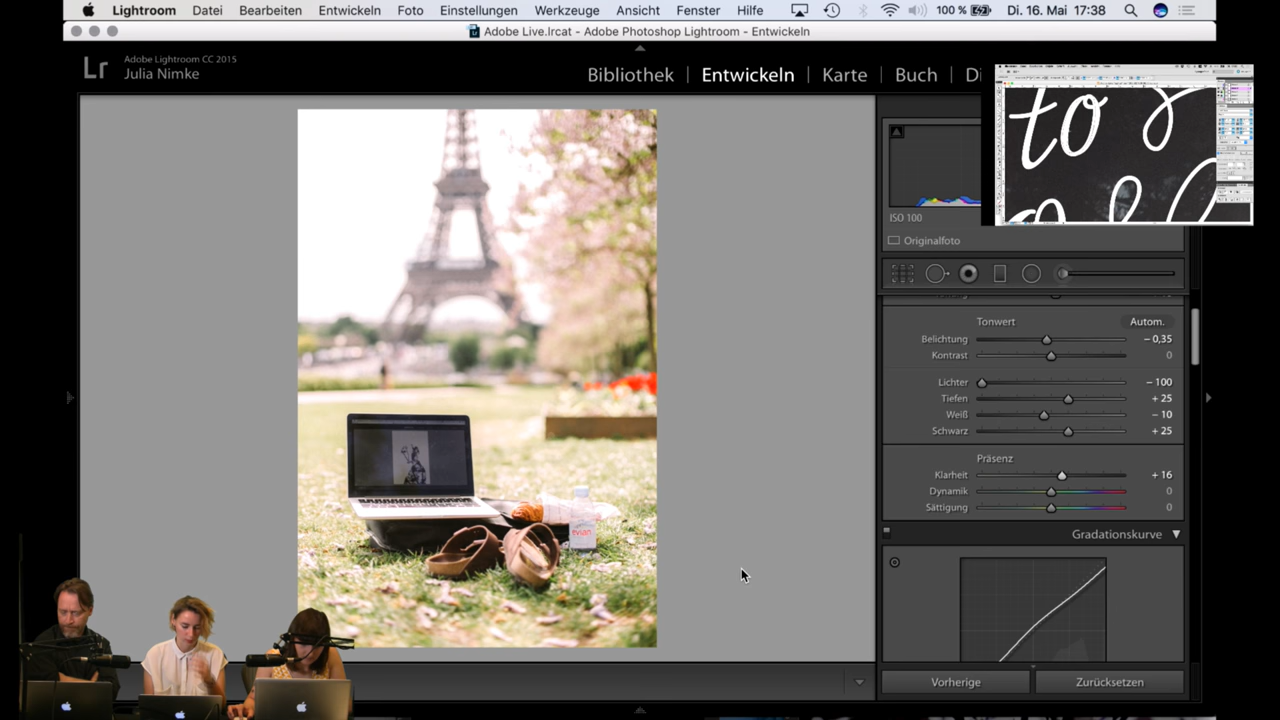 Lightroom Datei Bearbeiten Entwickeln Foto Einstellungen Werkzeuge Ansicht Fenster Hilfe 100 % Di. 16. Mai 17:38
Adobe Live.lrcat - Adobe Photoshop Lightroom - Entwickeln
Lr Adobe Lightroom CC 2015
Julia Nimke
Bibliothek | Entwickeln | Karte | Buch | Di
to
ISO 100
Originalfoto
Tonwert Autom.
Belichtung − 0,35
Kontrast 0
Lichter − 100
Tiefen + 25
Weiß − 10
Schwarz + 25
Präsenz
Klarheit + 16
Dynamik 0
Sättigung 0
Gradationskurve
evian
Vorherige Zurücksetzen